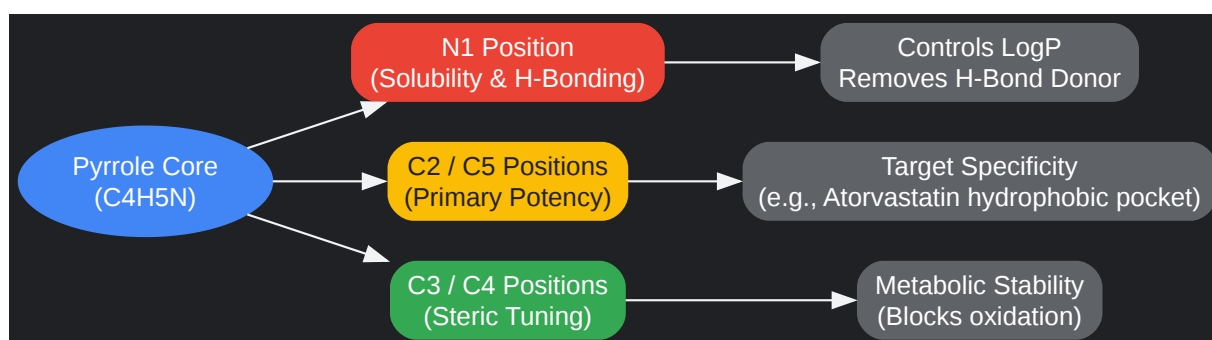 Pyrrole Core
(C4H5N)
N1 Position
(Solubility & H-Bonding)
Controls LogP
Removes H-Bond Donor
C2 / C5 Positions
(Primary Potency)
Target Specificity
(e.g., Atorvastatin hydrophobic pocket)
C3 / C4 Positions
(Steric Tuning)
Metabolic Stability
(Blocks oxidation)